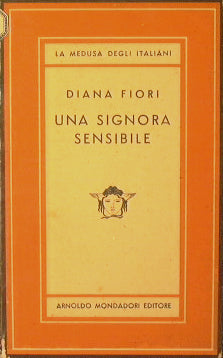 LA MEDUSA DEGLI ITALIANI
DIANA FIORI
UNA SIGNORA
SENSIBILE
ARNOLDO MONDADORI EDITORE